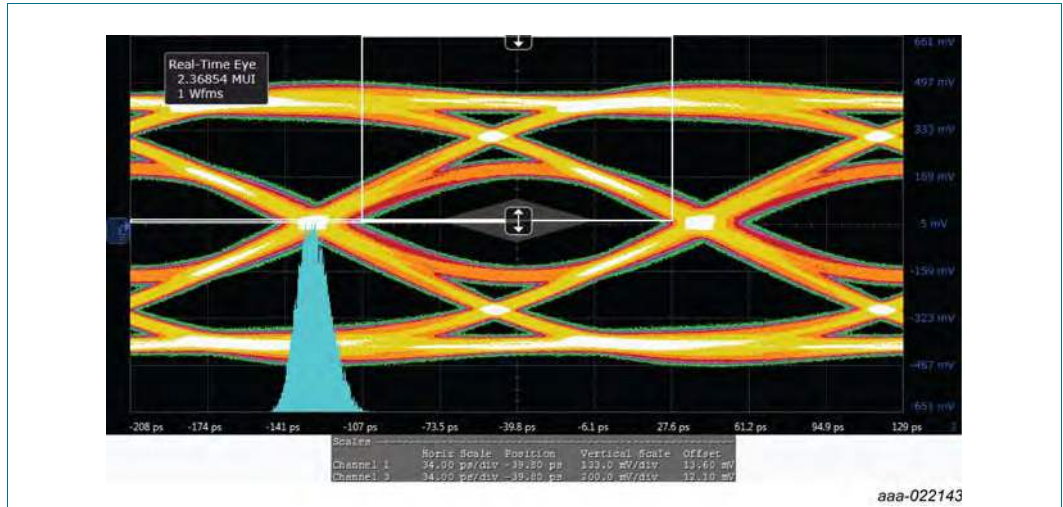 Real-Time Eye
2.36854 MUI
1 Wfms
661 mV
497 mV
333 mV
169 mV
5 mV
-159 mV
-323 mV
-487 mV
-651 mV
-208 ps -174 ps -141 ps -107 ps -73.5 ps -39.8 ps -6.1 ps 27.6 ps 61.2 ps 94.9 ps 129 ps
Scales
Horiz Scale Position Vertical Scale Offset
Channel 1 34.00 ps/div -39.80 ps 133.0 mV/div 13.60 mV
Channel 3 34.00 ps/div -39.80 ps 200.0 mV/div 12.10 mV
aaa-022143